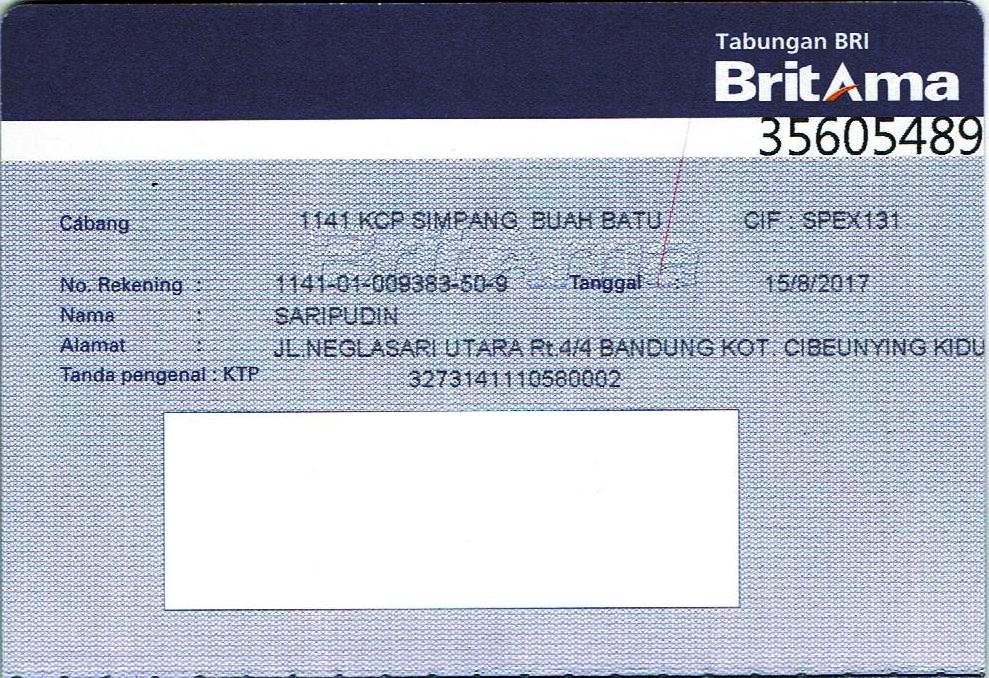 Tabungan BRI
BritAma
35605489
Cabang 1141 KCP SIMPANG BUAH BATU CIF : SPEX131
No. Rekening : 1141-01-009383-50-9 Tanggal : 15/8/2017
Nama : SARIPUDIN
Alamat : JL.NEGLASARI UTARA Rt.4/4 BANDUNG KOT. CIBEUNYING KIDU
Tanda pengenal : KTP 3273141110580002